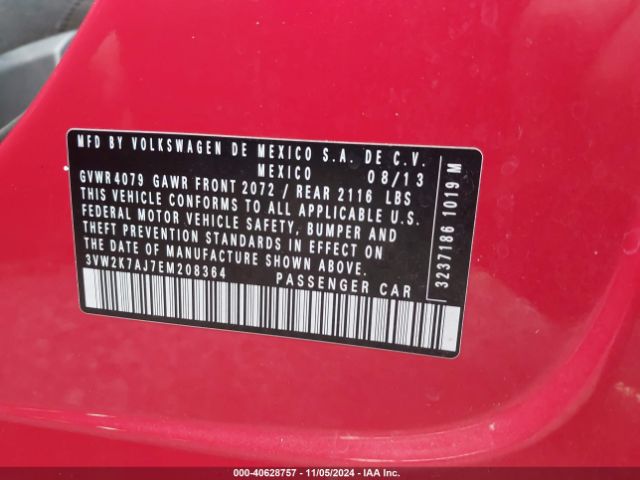 MFD BY VOLKSWAGEN DE MEXICO S.A. DE C.V.
MEXICO 08/13
GVWR4079 GAWR FRONT 2072 / REAR 2116 LBS
THIS VEHICLE CONFORMS TO ALL APPLICABLE U.S.
FEDERAL MOTOR VEHICLE SAFETY, BUMPER AND
THEFT PREVENTION STANDARDS IN EFFECT ON
THE DATE OF MANUFACTURE SHOWN ABOVE.
3VW2K7AJ7EM208364 PASSENGER CAR
3237186 1019 M
000-40628757 - 11/05/2024 - IAA Inc.